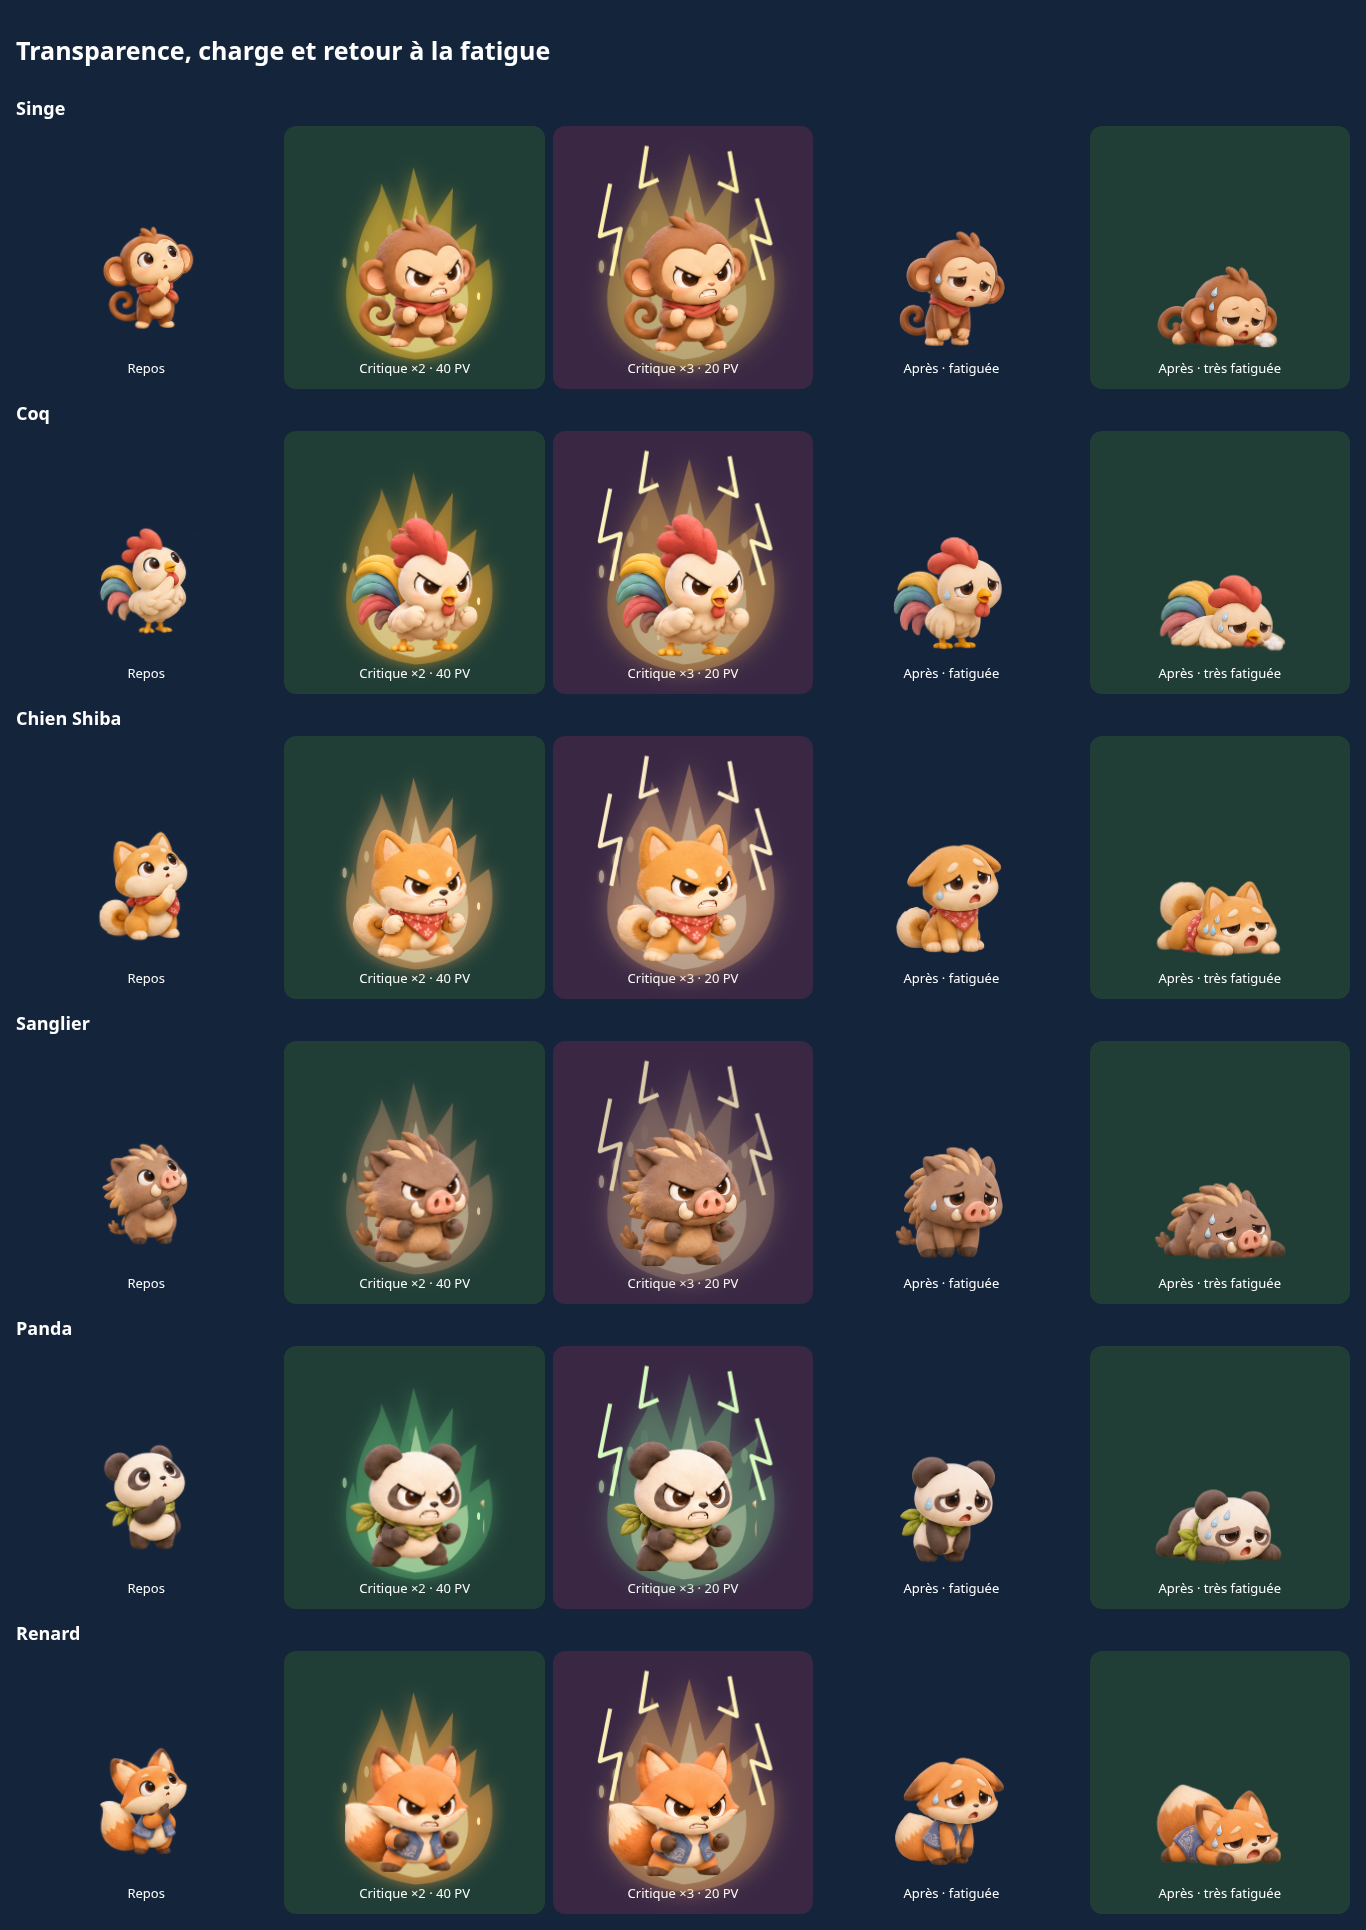 Transparence, charge et retour à la fatigue
Singe
Repos
Critique ×2 · 40 PV
Critique ×3 · 20 PV
Après · fatiguée
Après · très fatiguée
Coq
Repos
Critique ×2 · 40 PV
Critique ×3 · 20 PV
Après · fatiguée
Après · très fatiguée
Chien Shiba
Repos
Critique ×2 · 40 PV
Critique ×3 · 20 PV
Après · fatiguée
Après · très fatiguée
Sanglier
Repos
Critique ×2 · 40 PV
Critique ×3 · 20 PV
Après · fatiguée
Après · très fatiguée
Panda
Repos
Critique ×2 · 40 PV
Critique ×3 · 20 PV
Après · fatiguée
Après · très fatiguée
Renard
Repos
Critique ×2 · 40 PV
Critique ×3 · 20 PV
Après · fatiguée
Après · très fatiguée